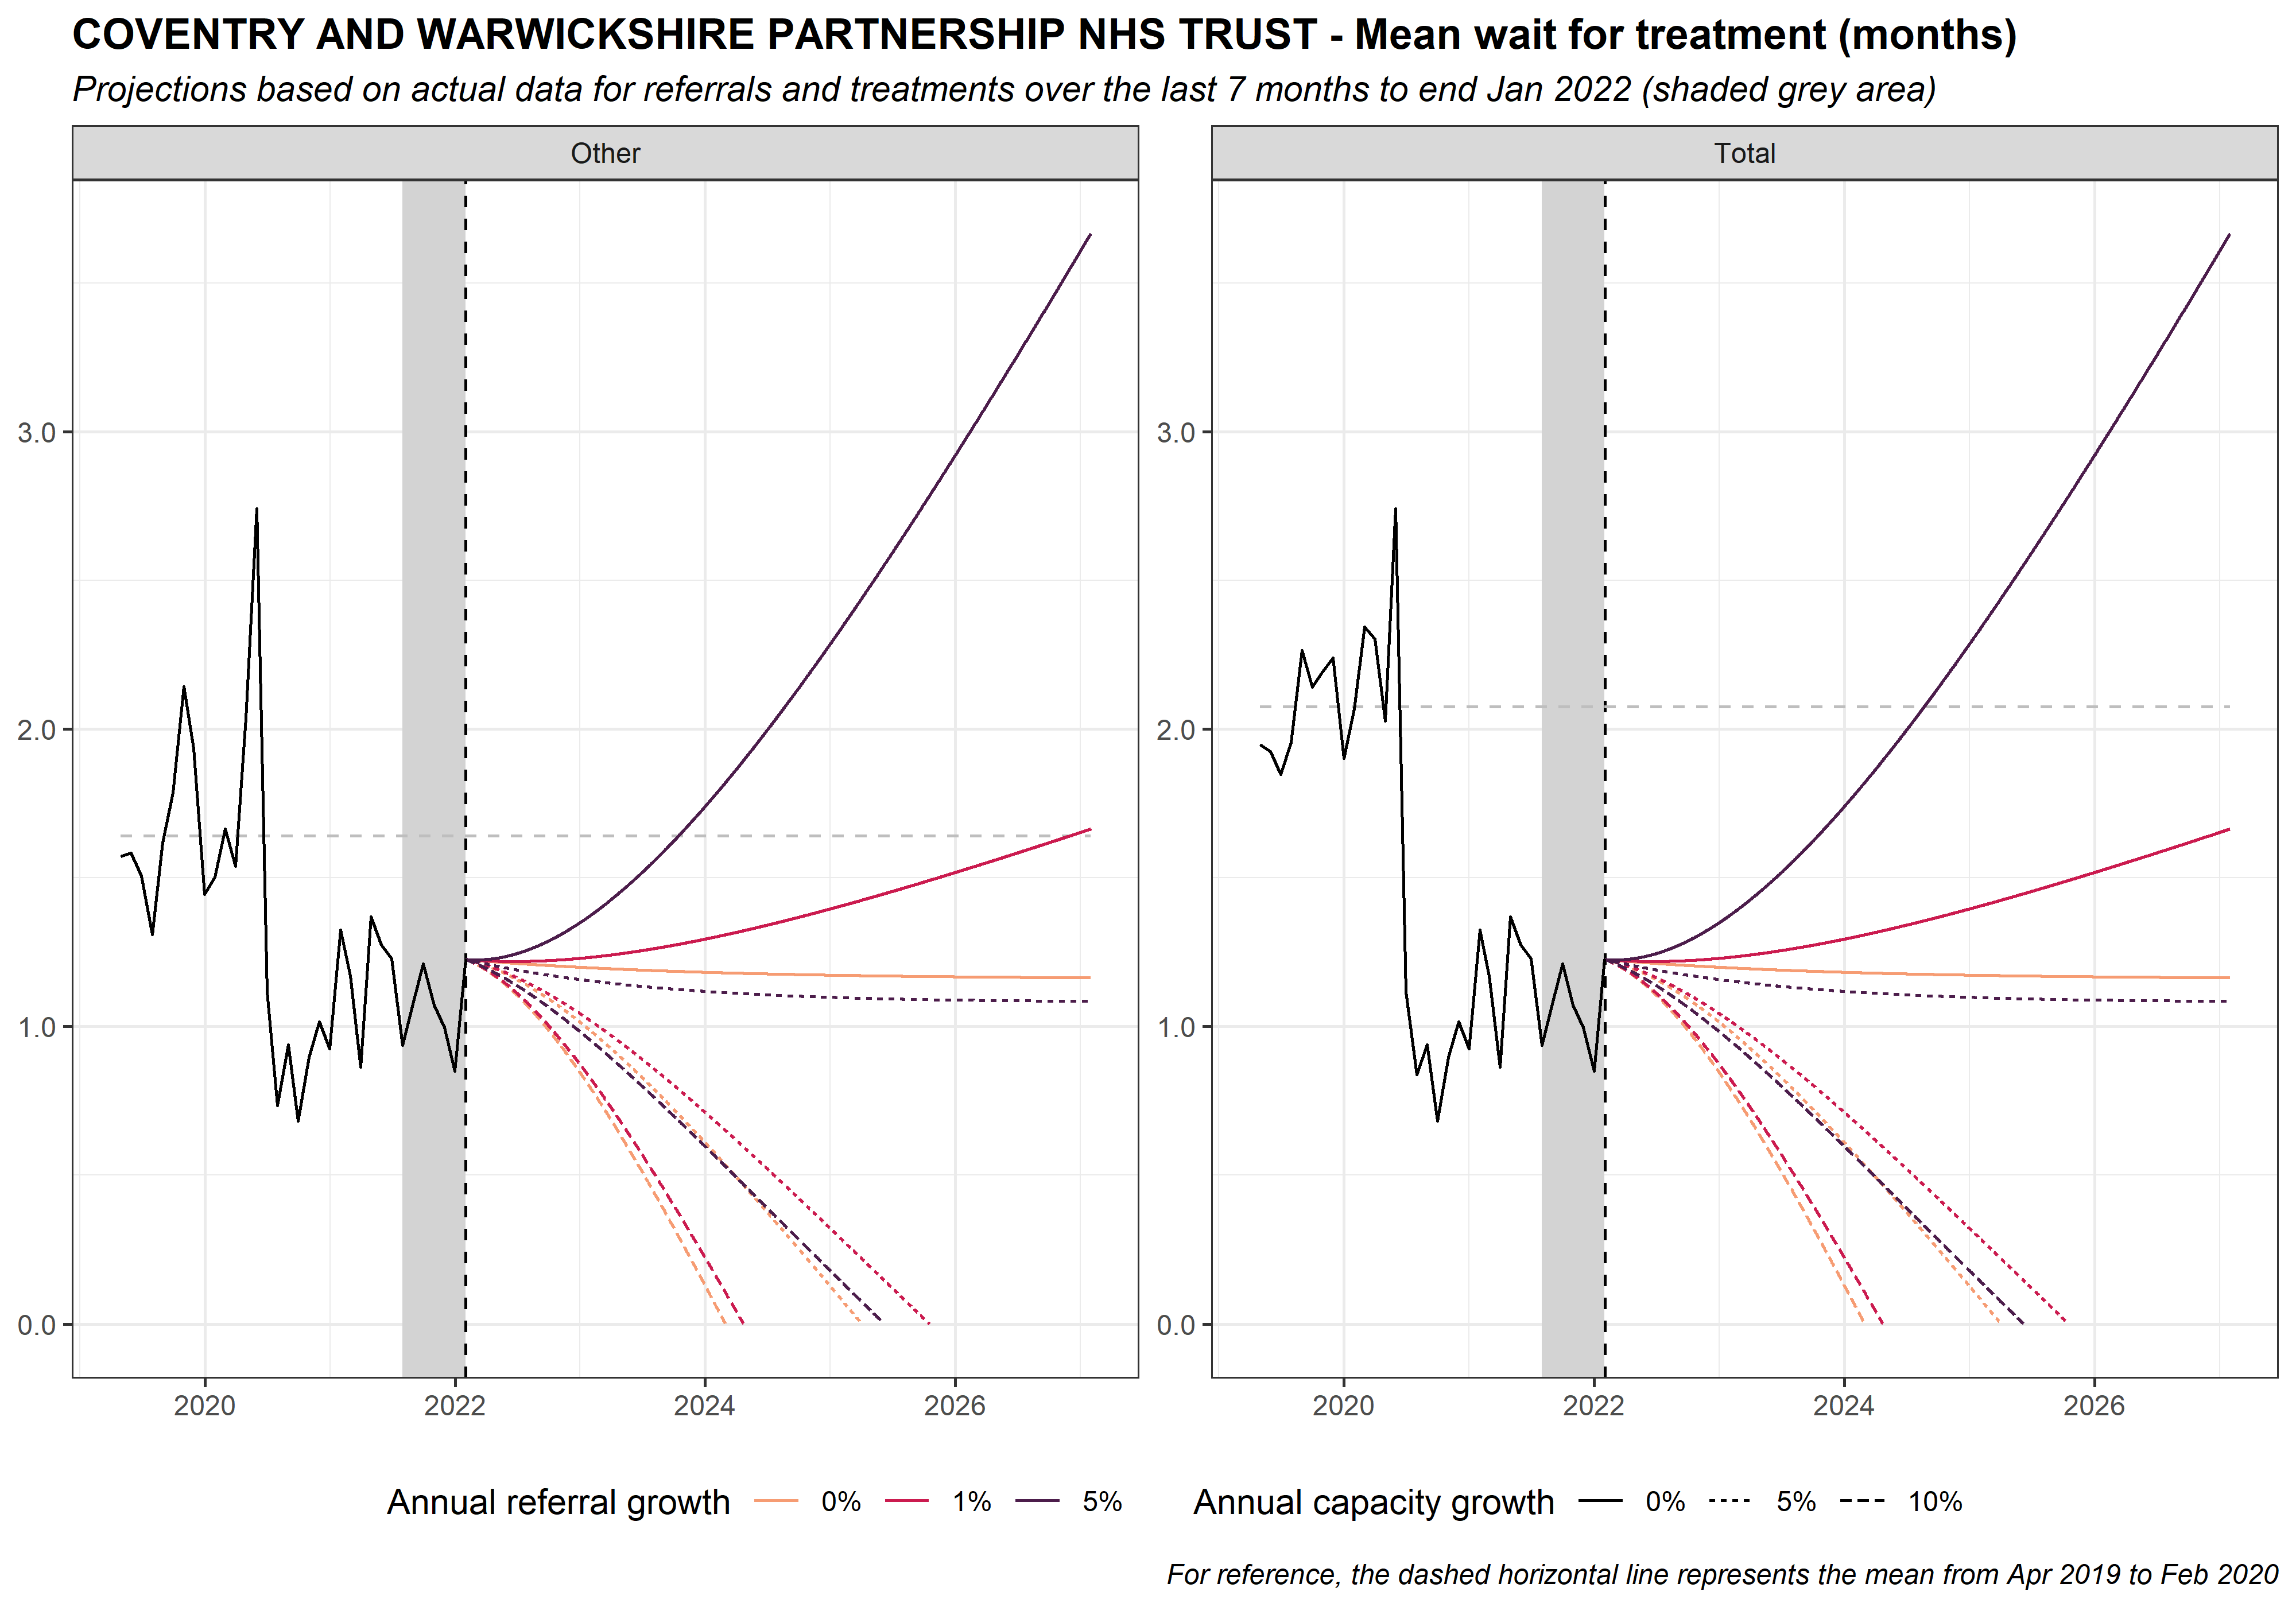 COVENTRY AND WARWICKSHIRE PARTNERSHIP NHS TRUST - Mean wait for treatment (months)
Projections based on actual data for referrals and treatments over the last 7 months to end Jan 2022 (shaded grey area)
Other
Total
3.0
2.0
1.0
0.0
3.0
2.0
1.0
0.0
2020 2022 2024 2026
2020 2022 2024 2026
Annual referral growth 0% 1% 5%
Annual capacity growth 0% 5% 10%
For reference, the dashed horizontal line represents the mean from Apr 2019 to Feb 2020